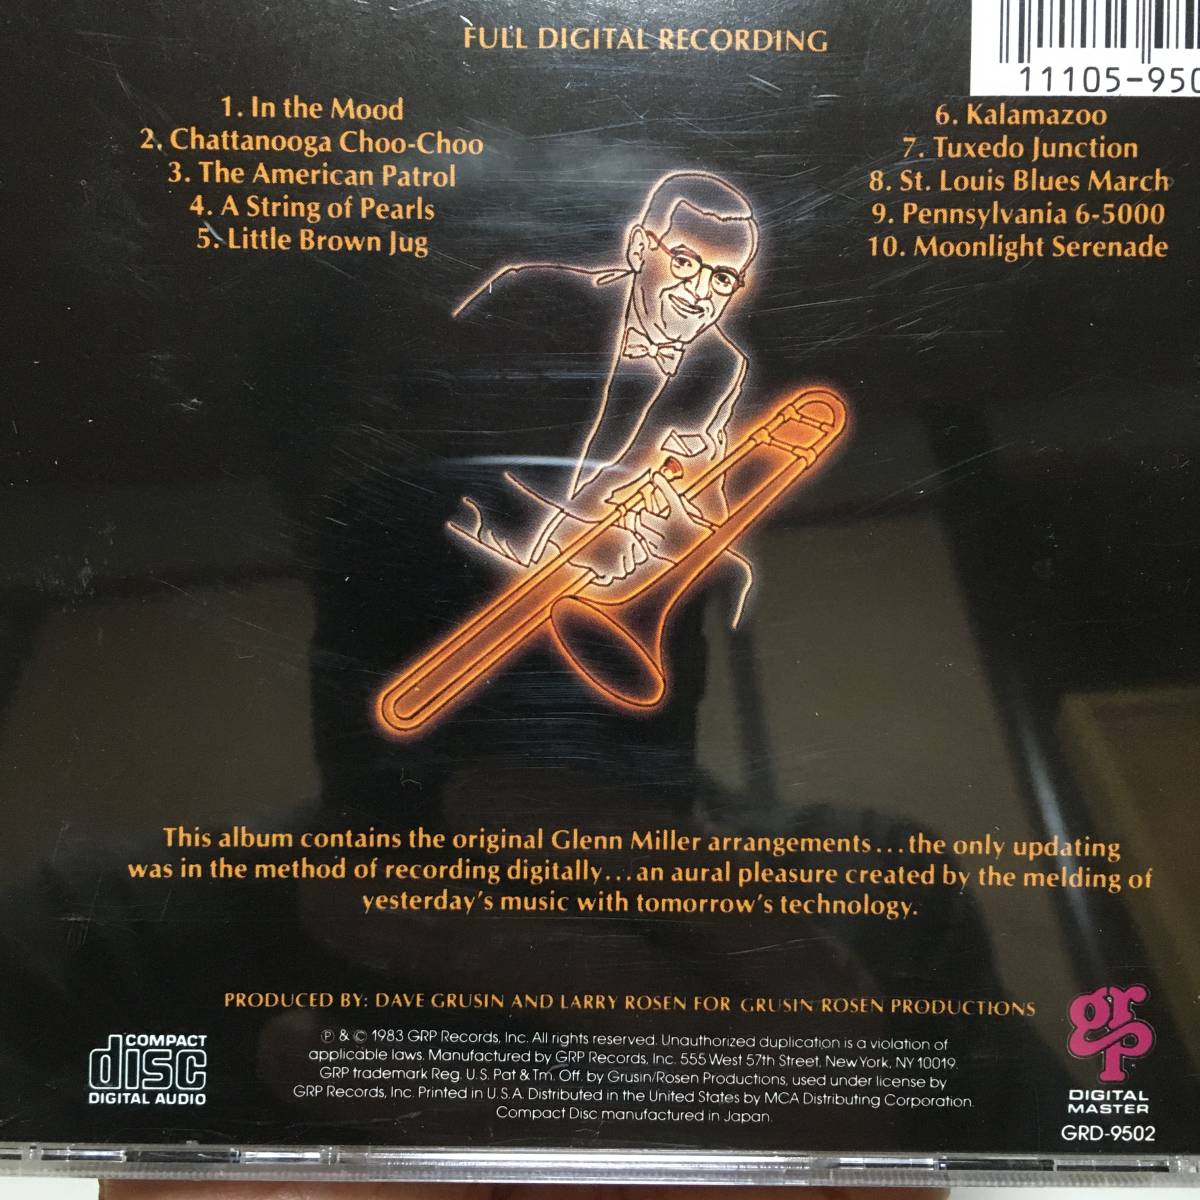 FULL DIGITAL RECORDING
11105-950
1. In the Mood
2. Chattanooga Choo-Choo
3. The American Patrol
4. A String of Pearls
5. Little Brown Jug
6. Kalamazoo
7. Tuxedo Junction
8. St. Louis Blues March
9. Pennsylvania 6-5000
10. Moonlight Serenade
This album contains the original Glenn Miller arrangements...the only updating
was in the method of recording digitally...an aural pleasure created by the melding of
yesterday's music with tomorrow's technology.
PRODUCED BY: DAVE GRUSIN AND LARRY ROSEN FOR GRUSIN ROSEN PRODUCTIONS
℗ & © 1983 GRP Records, Inc. All rights reserved. Unauthorized duplication is a violation of
applicable laws. Manufactured by GRP Records, Inc. 555 West 57th Street, New York, NY 10019.
GRP trademark Reg. U.S. Pat & Tm. Off. by Grusin/Rosen Productions, used under license by
GRP Records, Inc. Printed in U.S.A. Distributed in the United States by MCA Distributing Corporation.
Compact Disc manufactured in Japan.
COMPACT
disc
DIGITAL AUDIO
grp
DIGITAL
MASTER
GRD-9502